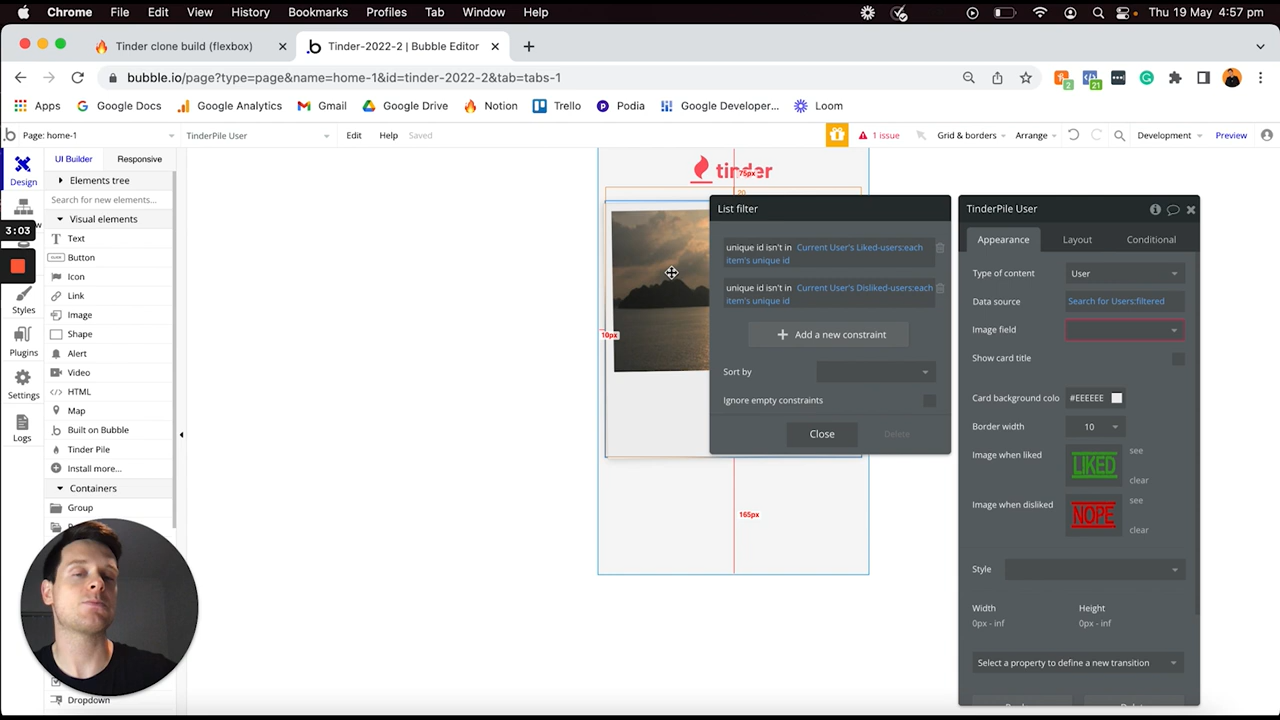 Chrome File Edit View History Bookmarks Profiles Tab Window Help Thu 19 May 4:57 pm
Tinder clone build (flexbox) Tinder-2022-2 | Bubble Editor
bubble.io/page?type=page&name=home-1&id=tinder-2022-2&tab=tabs-1 2 21
Apps Google Docs Google Analytics Gmail Google Drive Notion Trello Podia Google Developer... Loom
Page: home-1 TinderPile User Edit Help Saved 1 issue Grid & borders Arrange Development Preview
UI Builder Responsive
Design
Elements tree
Search for new elements...
Visual elements
3:03
Text
Button
Icon
Link
Styles
Image
Shape
Plugins
Alert
Video
Settings
HTML
Map
Logs
Built on Bubble
Tinder Pile
Install more...
Containers
Group
Dropdown
tinder
75px
20
10px
165px
List filter
unique id isn't in Current User's Liked-users:each
item's unique id
unique id isn't in Current User's Disliked-users:each
item's unique id
Add a new constraint
Sort by
Ignore empty constraints
Close Delete
TinderPile User
Appearance Layout Conditional
Type of content User
Data source Search for Users:filtered
Image field
Show card title
Card background colo #EEEEEE
Border width 10
Image when liked LIKED see
clear
Image when disliked NOPE see
clear
Style
Width Height
0px - inf 0px - inf
Select a property to define a new transition